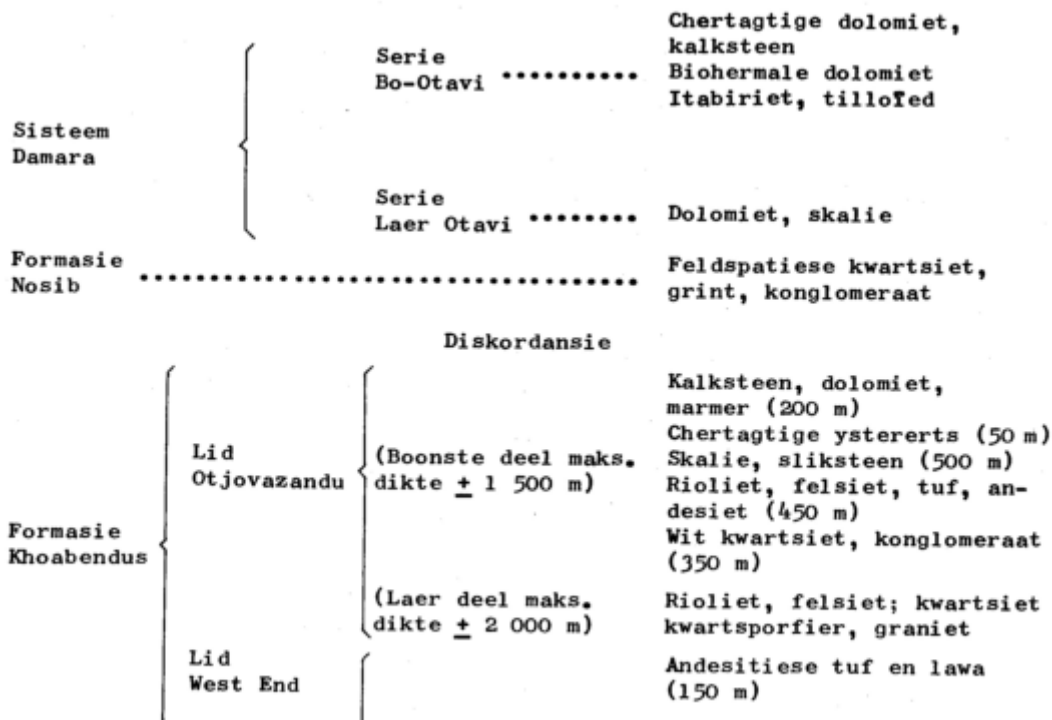 Chertagtige dolomiet,
kalksteen
Serie
Bo-Otavi .......... Biohermale dolomiet
Itabiriet, tilloïed
Sisteem
Damara
Serie
Laer Otavi ........ Dolomiet, skalie
Formasie
Nosib .................................... Feldspatiese kwartsiet,
grint, konglomeraat
Diskordansie
Kalksteen, dolomiet,
marmer (200 m)
Chertagtige ystererts (50 m)
Lid
Otjovazandu
(Boonste deel maks.
dikte ± 1 500 m)
Skalie, sliksteen (500 m)
Rioliet, felsiet, tuf, an-
desiet (450 m)
Wit kwartsiet, konglomeraat
(350 m)
Formasie
Khoabendus
(Laer deel maks.
dikte ± 2 000 m)
Rioliet, felsiet; kwartsiet
kwartsporfier, graniet
Lid
West End
Andesitiese tuf en lawa
(150 m)